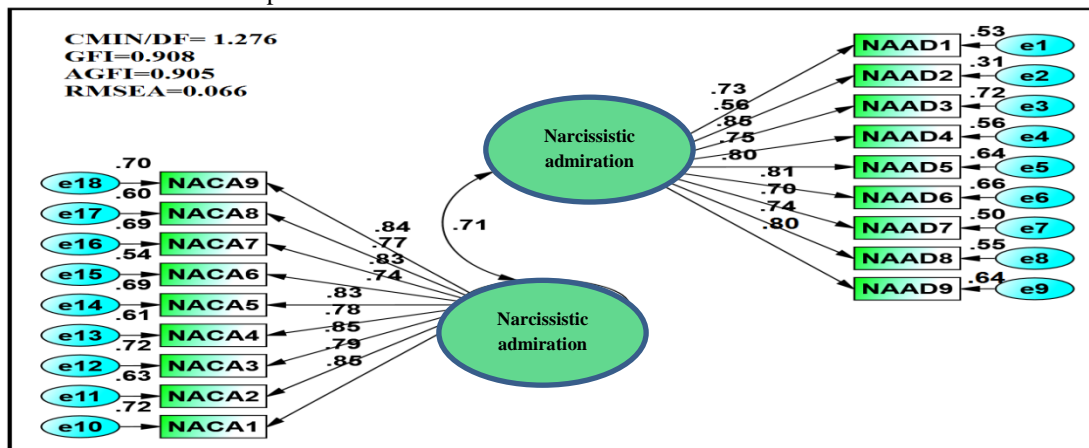 CMIN/DF= 1.276
GFI=0.908
AGFI=0.905
RMSEA=0.066
Narcissistic
admiration
.73
.56
.85
.75
.80
.81
.70
.74
.80
NAAD1
.53
e1
NAAD2
.31
e2
NAAD3
.72
e3
NAAD4
.56
e4
NAAD5
.64
e5
NAAD6
.66
e6
NAAD7
.50
e7
NAAD8
.55
e8
NAAD9
.64
e9
.71
.70
e18
NACA9
.60
e17
NACA8
.69
e16
NACA7
.54
e15
NACA6
.69
e14
NACA5
.61
e13
NACA4
.72
e12
NACA3
.63
e11
NACA2
.72
e10
NACA1
.84
.77
.83
.74
.83
.78
.85
.79
.85
Narcissistic
admiration